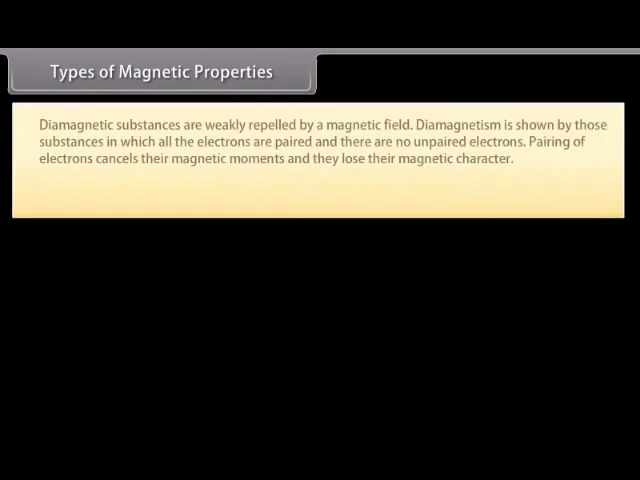 Types of Magnetic Properties
Diamagnetic substances are weakly repelled by a magnetic field. Diamagnetism is shown by those
substances in which all the electrons are paired and there are no unpaired electrons. Pairing of
electrons cancels their magnetic moments and they lose their magnetic character.